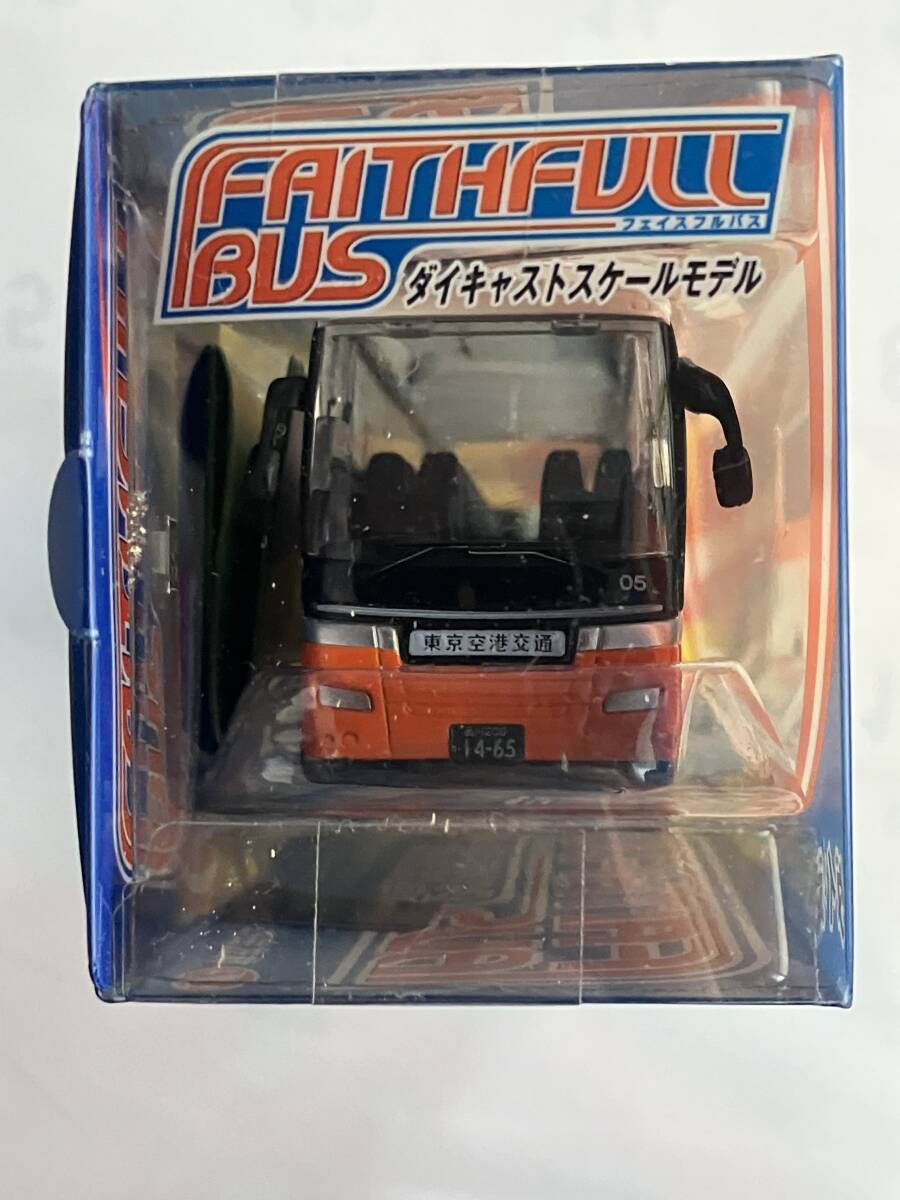 FAITHFULL
BUS
フェイスフルバス
ダイキャストスケールモデル
05
東京空港交通
14-65